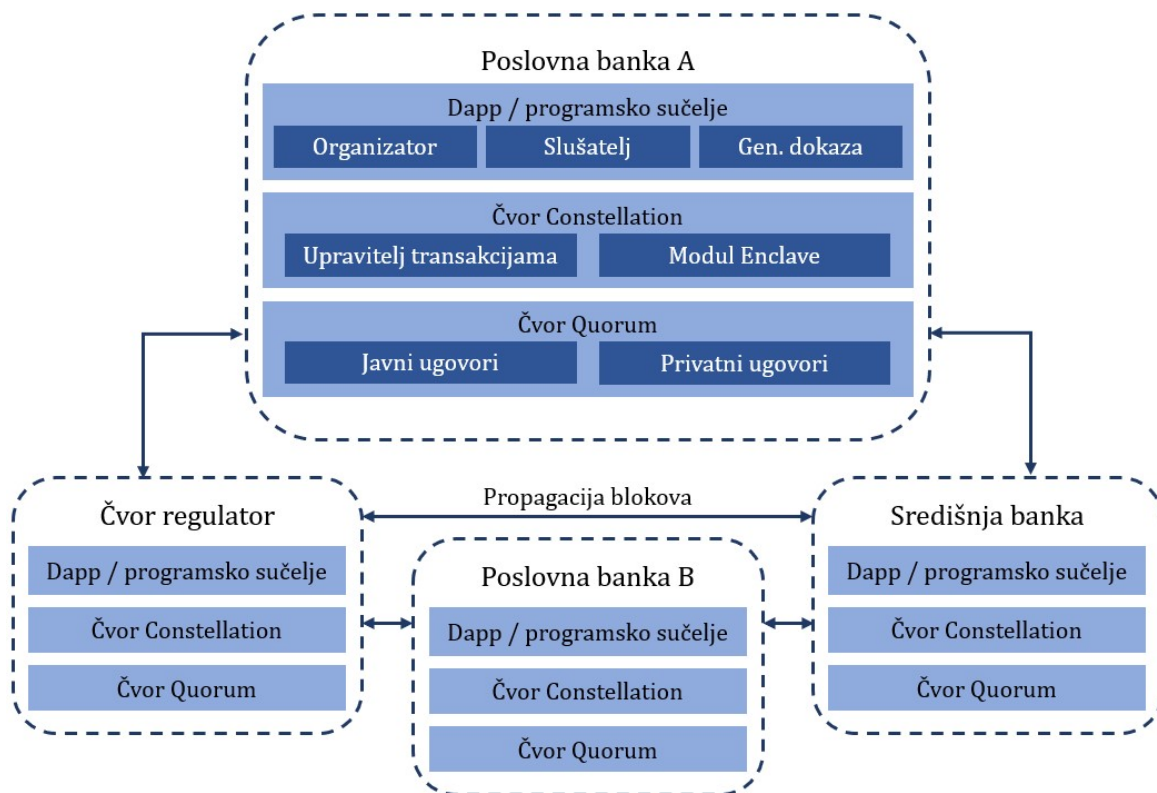 Poslovna banka A
Dapp / programsko sučelje
Organizator
Slušatelj
Gen. dokaza
Čvor Constellation
Upravitelj transakcijama
Modul Enclave
Čvor Quorum
Javni ugovori
Privatni ugovori
Propagacija blokova
Čvor regulator
Dapp / programsko sučelje
Čvor Constellation
Čvor Quorum
Poslovna banka B
Dapp / programsko sučelje
Čvor Constellation
Čvor Quorum
Središnja banka
Dapp / programsko sučelje
Čvor Constellation
Čvor Quorum